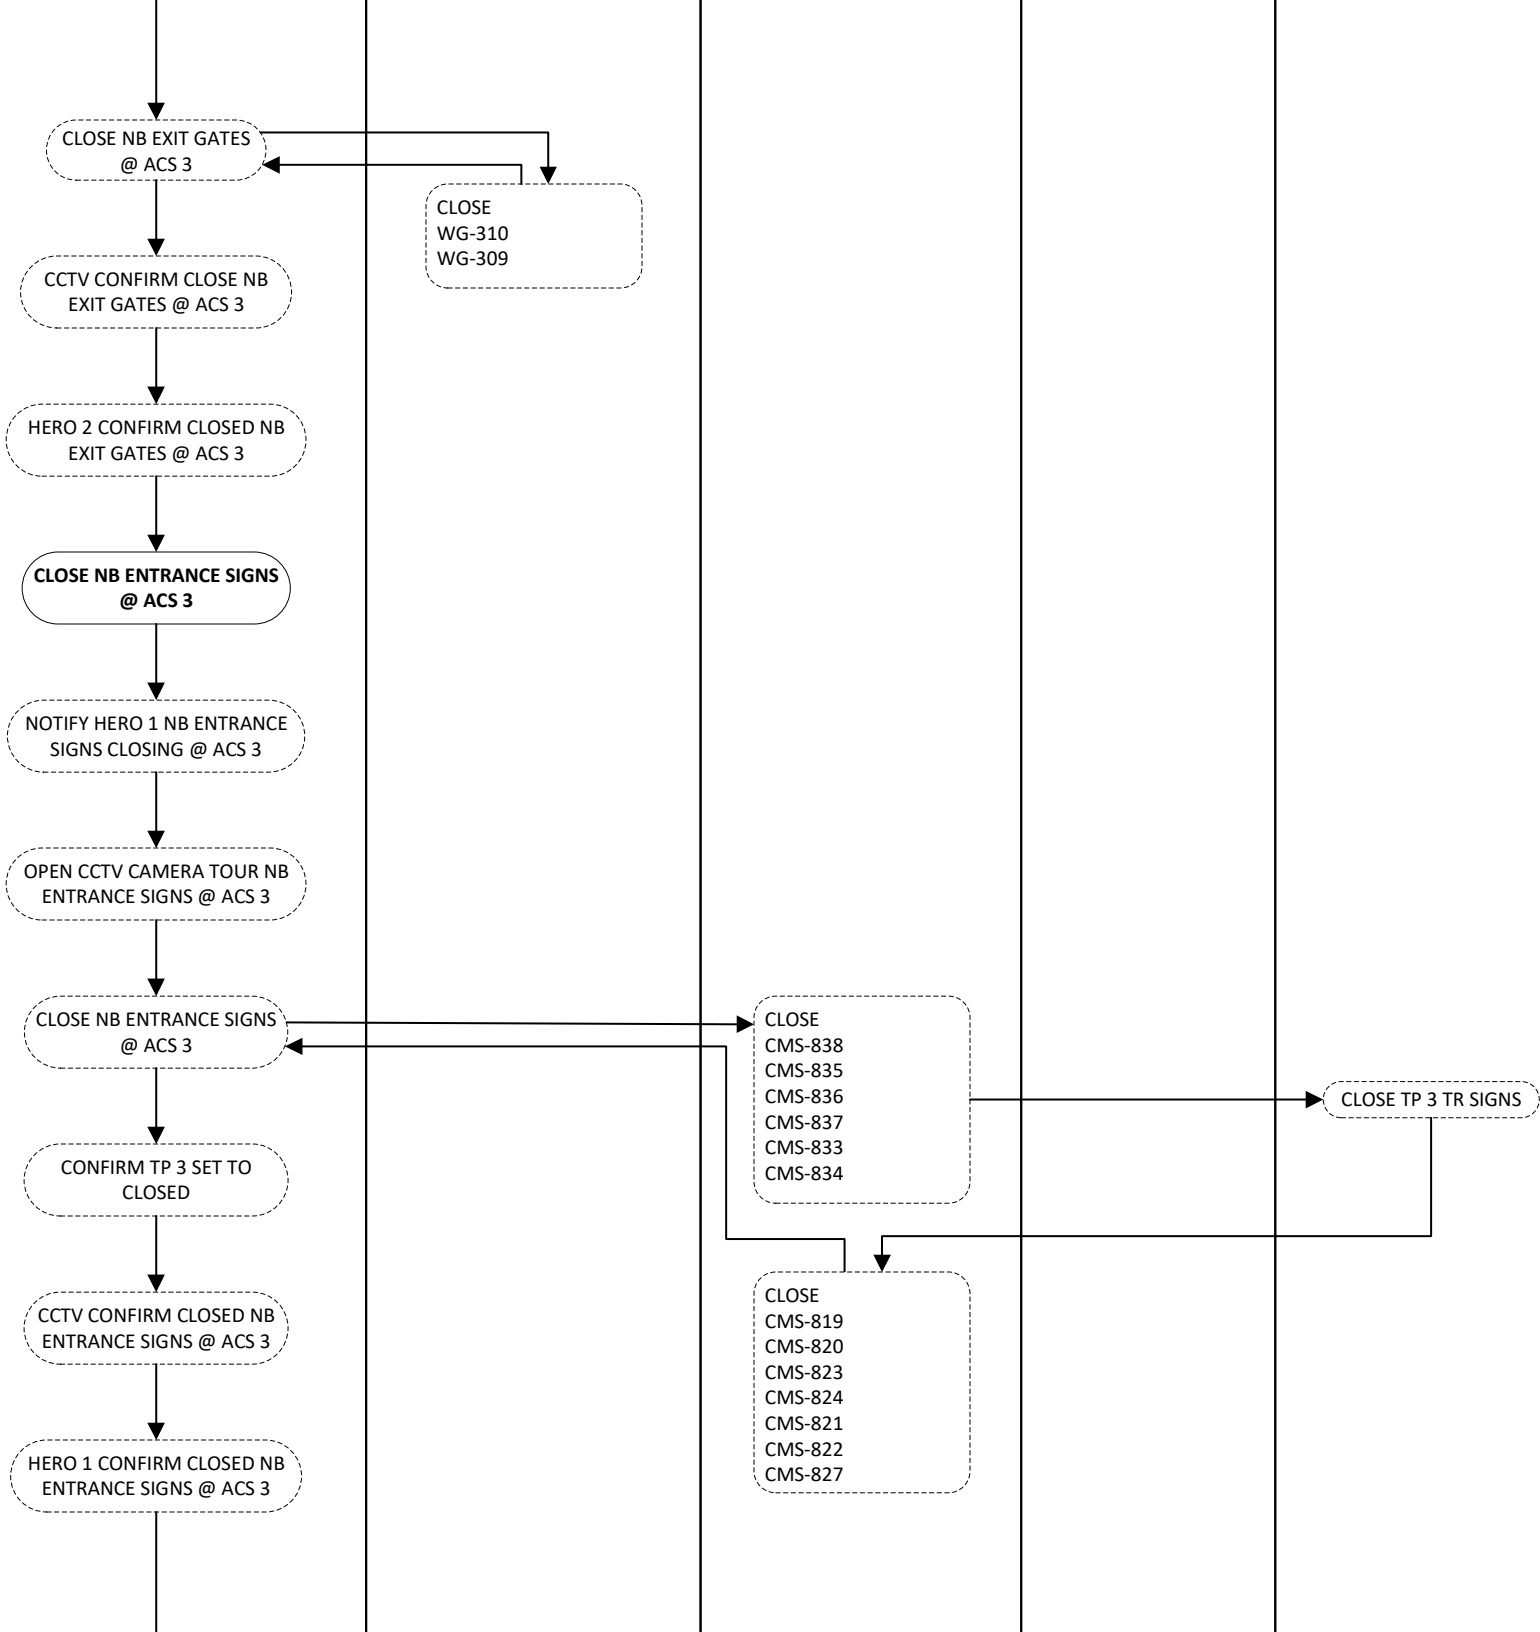 CLOSE NB EXIT GATES
@ ACS 3
CLOSE
WG-310
WG-309
CCTV CONFIRM CLOSE NB
EXIT GATES @ ACS 3
HERO 2 CONFIRM CLOSED NB
EXIT GATES @ ACS 3
CLOSE NB ENTRANCE SIGNS
@ ACS 3
NOTIFY HERO 1 NB ENTRANCE
SIGNS CLOSING @ ACS 3
OPEN CCTV CAMERA TOUR NB
ENTRANCE SIGNS @ ACS 3
CLOSE NB ENTRANCE SIGNS
@ ACS 3
CLOSE
CMS-838
CMS-835
CMS-836
CMS-837
CMS-833
CMS-834
CLOSE TP 3 TR SIGNS
CONFIRM TP 3 SET TO
CLOSED
CLOSE
CMS-819
CMS-820
CMS-823
CMS-824
CMS-821
CMS-822
CMS-827
CCTV CONFIRM CLOSED NB
ENTRANCE SIGNS @ ACS 3
HERO 1 CONFIRM CLOSED NB
ENTRANCE SIGNS @ ACS 3